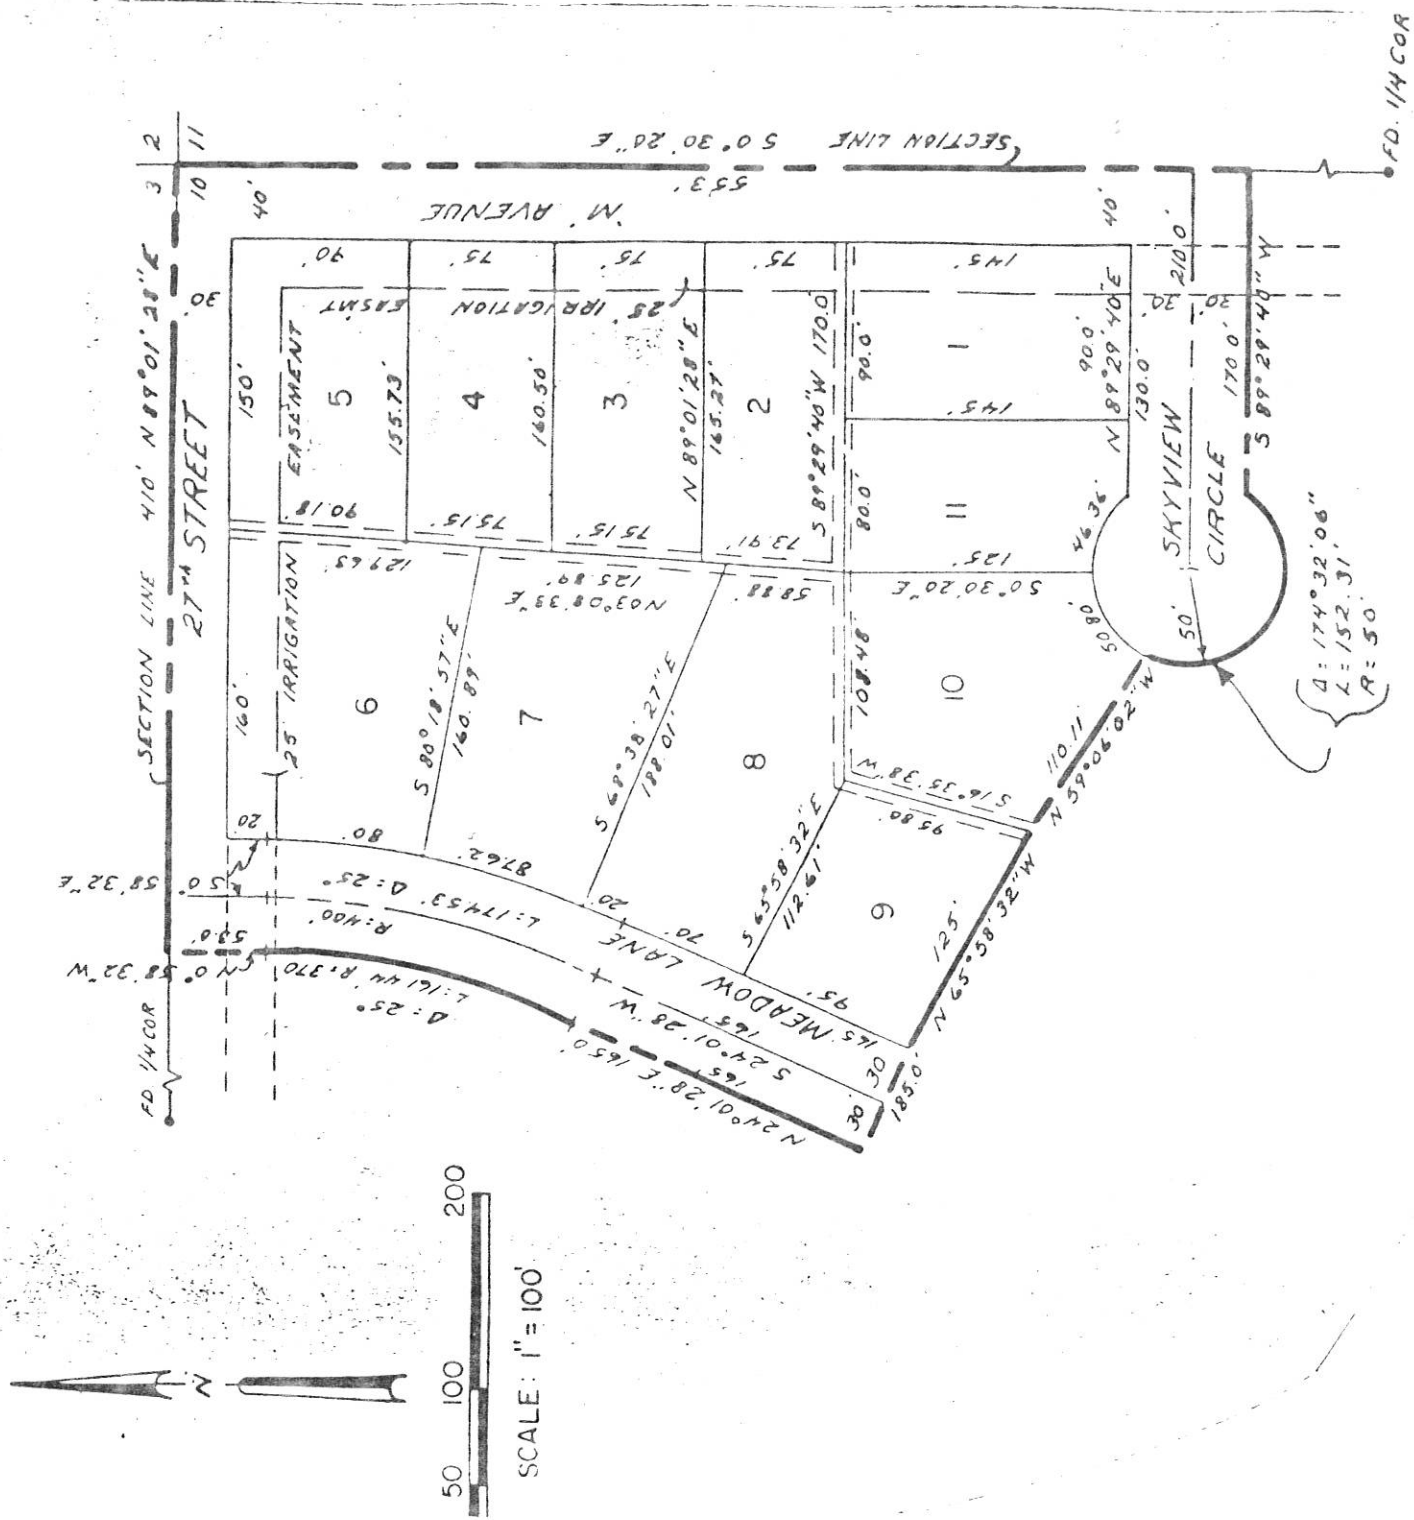 FD. 1/4 COR
SECTION LINE 410' N 89°01'28" E
3 2
10 11
27TH STREET
30'
40'
53.0'
N 0°58'32" W
50'
58'32" E
20'
160'
150'
25' IRRIGATION
EASEMENT
90'
5
155.73'
90.18'
75'
4
160.50'
75.15'
75'
3
N 89°01'28" E
75.15'
75'
2
165.27'
73.91'
25' IRRIGATION
EASM'T
S 89°29'40" W 170.0'
'M' AVENUE
553'
SECTION LINE S 0°30'20" E
6
129.63'
80'
S 80°18'57" E
160.89'
7
N 03°08'33" E
125.89'
87.62'
S 68°38'27" E
188.01'
8
58.88'
20'
70'
S 65°58'32" E
112.61'
9
95.80'
S 16°35'38" W
95'
125'
N 65°58'32" W
10
108.48'
S 0°30'20" E
125'
50.80'
110.11
N 59°06'02" W
11
80.0'
46.36'
145'
1
90.0'
145'
90.0'
N 89°29'40" E
130.0'
40'
30'
30'
210.0'
170.0'
S 89°29'40" W
SKYVIEW
CIRCLE
50'
Δ= 174°32'06"
L= 152.31'
R= 50'
FD. 1/4 COR
MEADOW LANE
R=400'
L=174.53' Δ=25°
Δ=25°
L=161.44' R=370
165'
S 24°01'28" W
165'
165'
N 24°01'28" E 165.0'
30
30'
185.0'
N
50 100 200
SCALE: 1"=100'